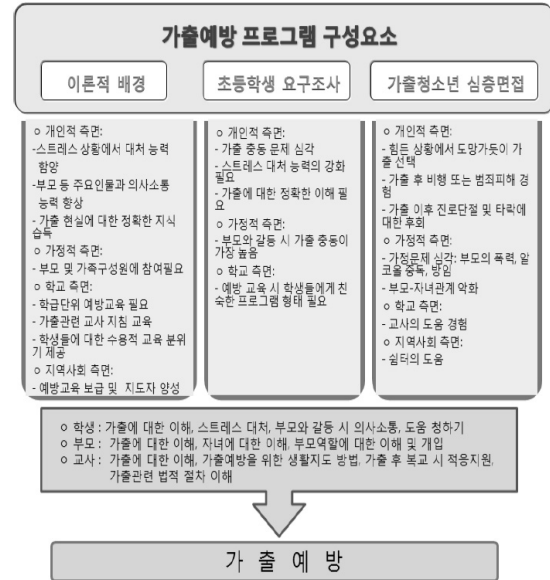 가출예방 프로그램 구성요소
이론적 배경
○ 개인적 측면:
-스트레스 상황에서 대처 능력
함양
-부모 등 주요인물과 의사소통
능력 향상
-가출 현실에 대한 정확한 지식
습득
○ 가정적 측면:
- 부모 및 가족구성원에 참여필요
○ 학교 측면:
- 학급단위 예방교육 필요
- 가출관련 교사 지침 교육
- 학생들에 대한 수용적 교육 분위
기 제공
○ 지역사회 측면:
- 예방교육 보급 및 지도자 양성
초등학생 요구조사
○ 개인적 측면:
- 가출 충동 문제 심각
- 스트레스 대처 능력의 강화
필요
- 가출에 대한 정확한 이해 필
요
○ 가정적 측면:
- 부모와 갈등 시 가출 충동이
가장 높음
○ 학교 측면:
- 예방 교육 시 학생들에게 친
숙한 프로그램 형태 필요
가출청소년 심층면접
○ 개인적 측면:
- 힘든 상황에서 도망가듯이 가
출 선택
- 가출 후 비행 또는 범죄피해 경
험
- 가출 이후 진로단절 및 타락에
대한 후회
○ 가정적 측면:
- 가정문제 심각: 부모의 폭력, 알
코올 중독, 방임
- 부모-자녀관계 악화
○ 학교 측면:
- 교사의 도움 경험
○ 지역사회 측면:
- 쉼터의 도움
○ 학생 : 가출에 대한 이해, 스트레스 대처, 부모와 갈등 시 의사소통, 도움 청하기
○ 부모 : 가출에 대한 이해, 자녀에 대한 이해, 부모역할에 대한 이해 및 개입
○ 교사 : 가출에 대한 이해, 가출예방을 위한 생활지도 방법, 가출 후 복교 시 적응지원,
가출관련 법적 절차 이해
가 출 예 방